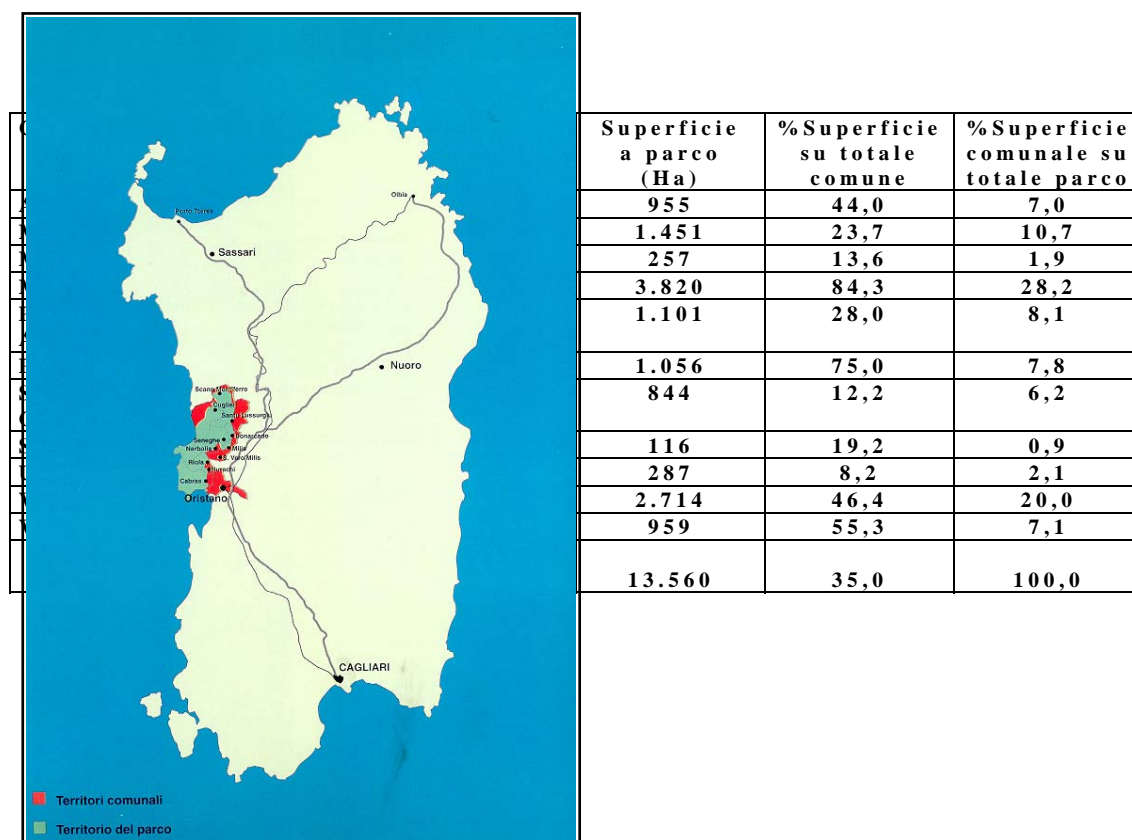 Superficie a parco (Ha) %Superficie su totale comune %Superficie comunale su totale parco
955 44,0 7,0
1.451 23,7 10,7
257 13,6 1,9
3.820 84,3 28,2
1.101 28,0 8,1
1.056 75,0 7,8
844 12,2 6,2
116 19,2 0,9
287 8,2 2,1
2.714 46,4 20,0
959 55,3 7,1
13.560 35,0 100,0
Olbia
Porto Torres
Sassari
Nuoro
Scano Montiferro
Cuglieri
Santu Lussurgiu
Bonarcado
Seneghe
Narbolia
Milis
S. Vero Milis
Riola
Nurachi
Cabras
Oristano
CAGLIARI
Territori comunali
Territorio del parco